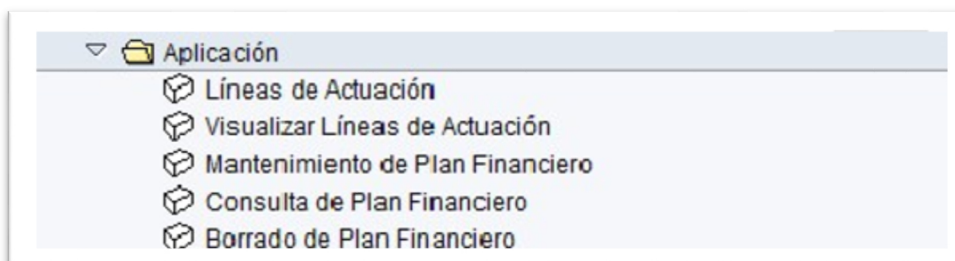 Aplicación
Líneas de Actuación
Visualizar Líneas de Actuación
Mantenimiento de Plan Financiero
Consulta de Plan Financiero
Borrado de Plan Financiero